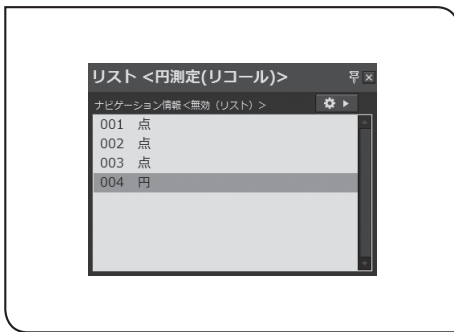 リスト <円測定(リコール)>
ナビゲーション情報<無効（リスト）>
001 点
002 点
003 点
004 円